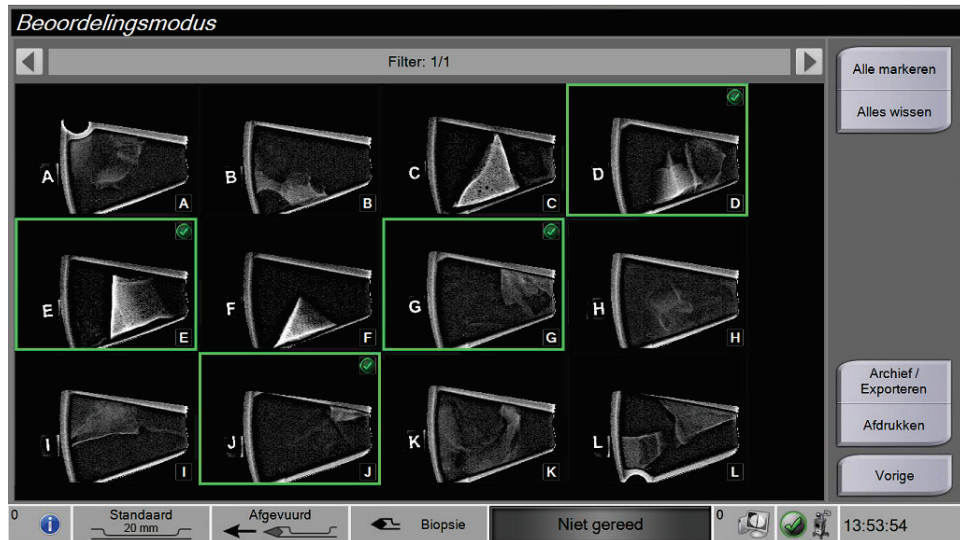 Beoordelingsmodus
Filter: 1/1
Alle markeren
Alles wissen
A
A
B
B
C
C
D
D
E
E
F
F
G
G
H
H
I
I
J
J
K
K
L
L
Archief /
Exporteren
Afdrukken
Vorige
0
Standaard
20 mm
Afgevuurd
Biopsie
Niet gereed
0
13:53:54